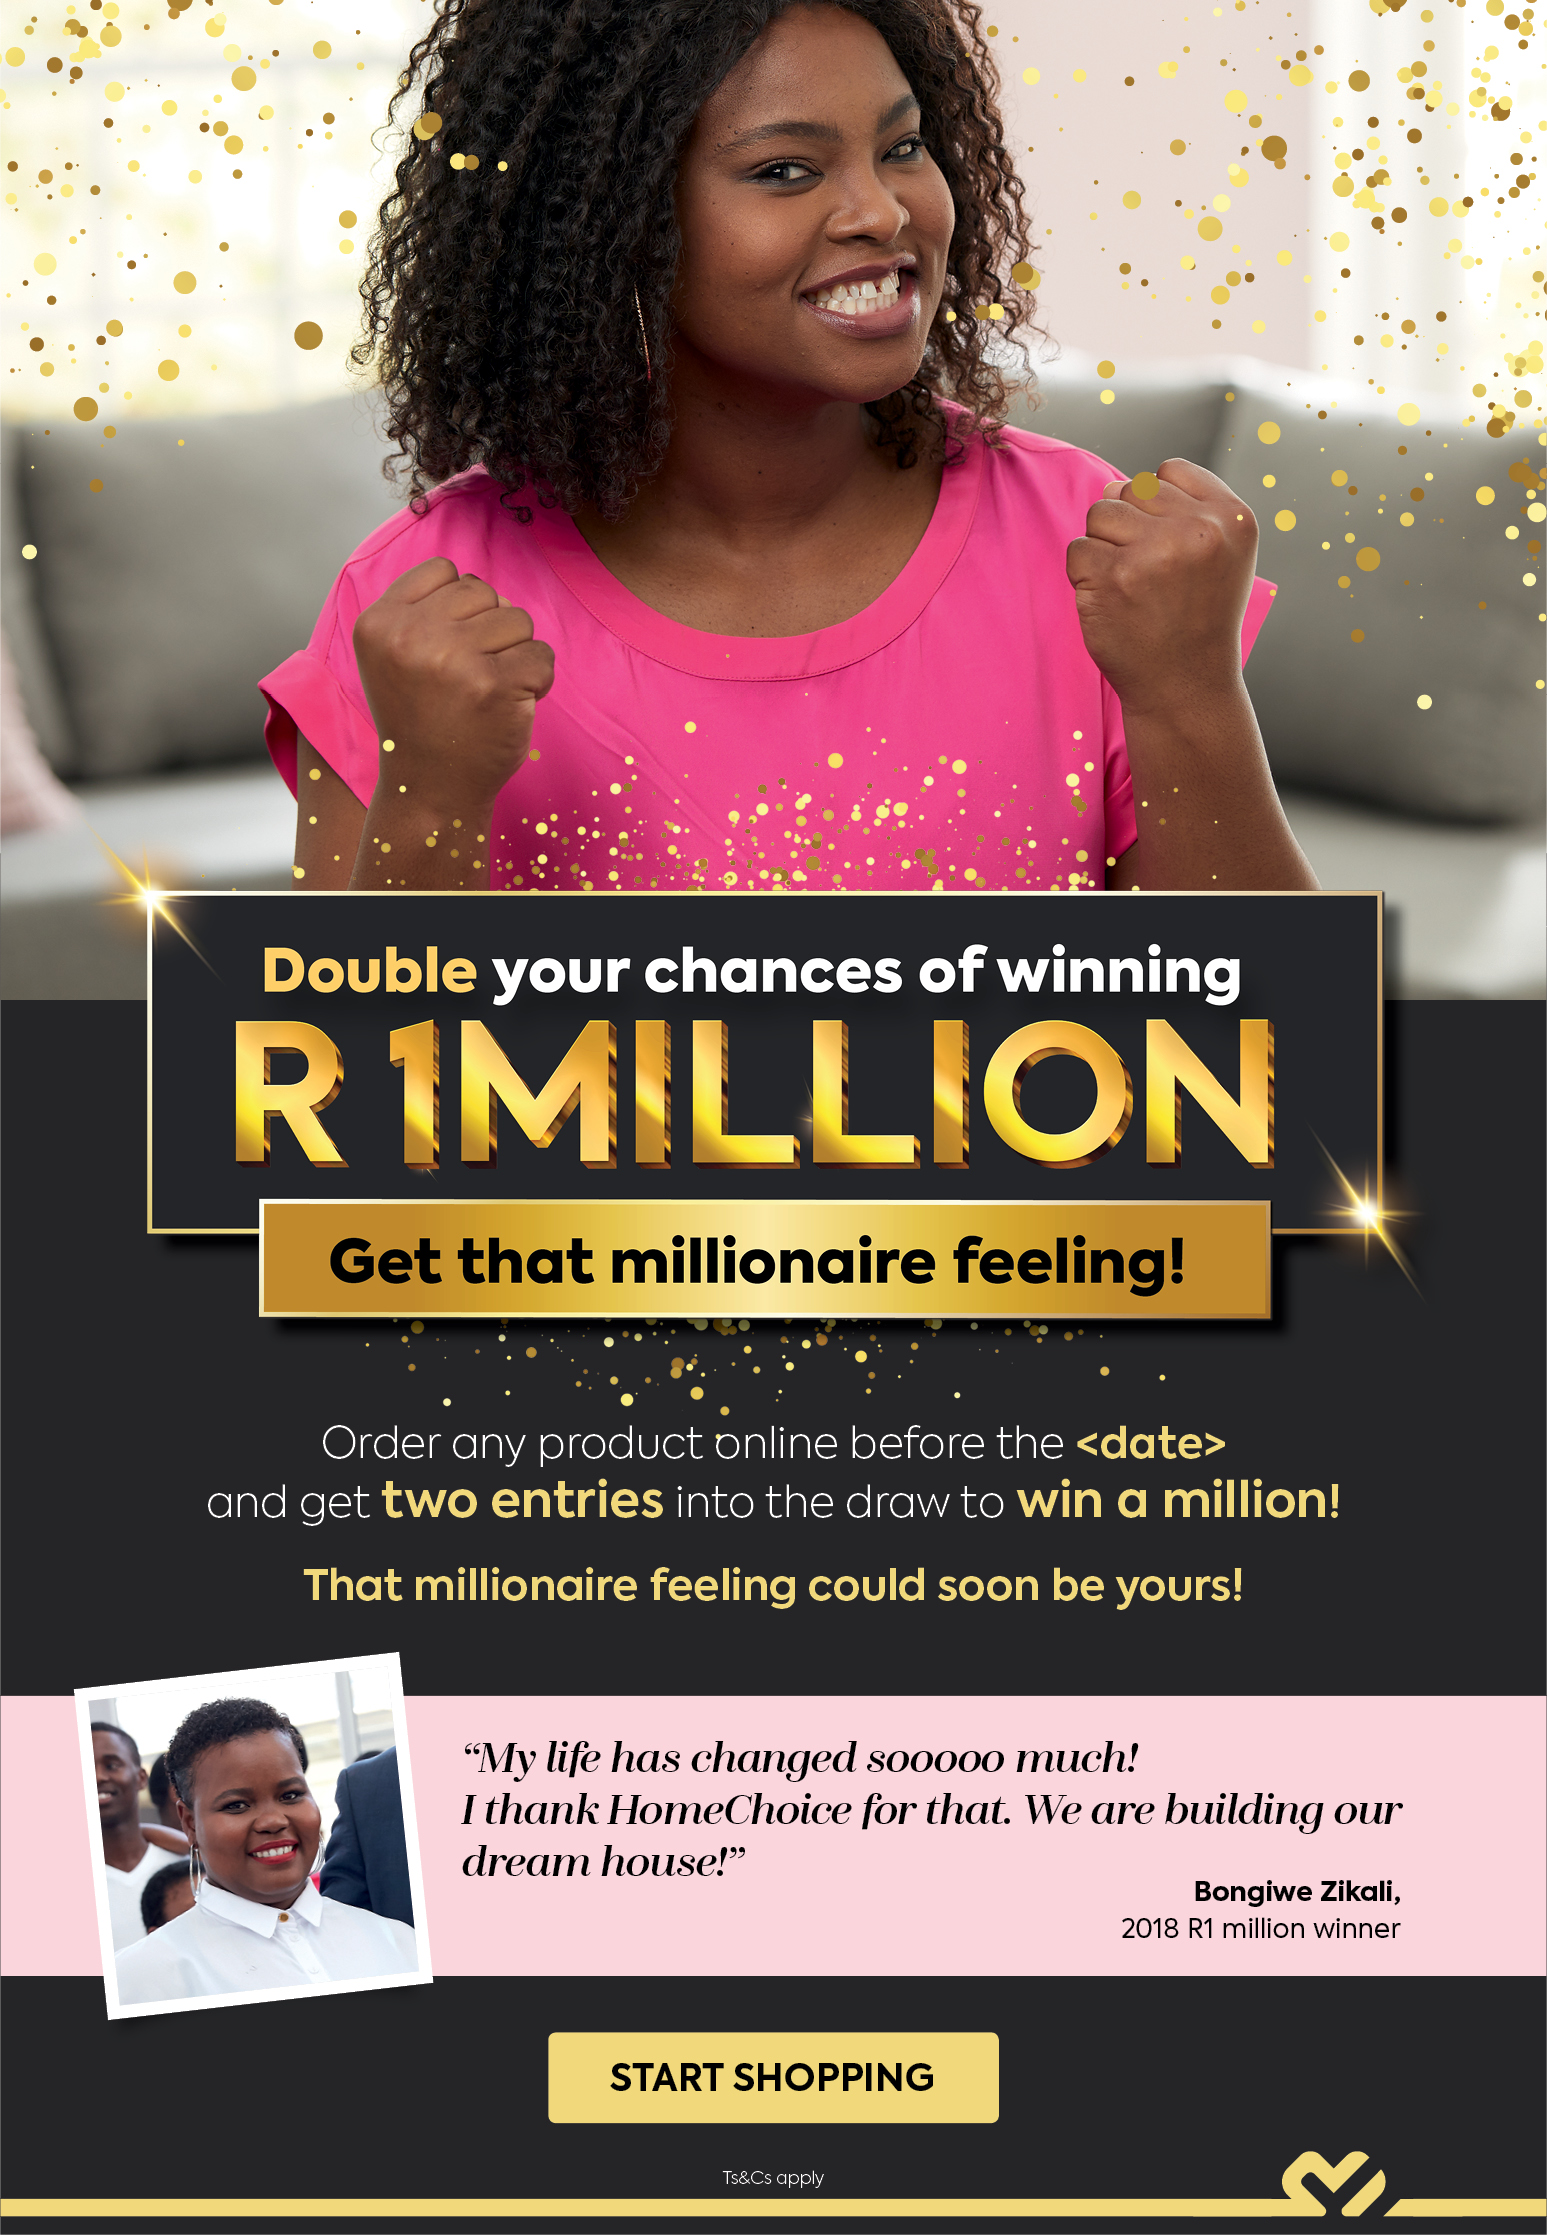 Double your chances of winning
R 1MILLION
Get that millionaire feeling!
Order any product online before the <date>
and get two entries into the draw to win a million!
That millionaire feeling could soon be yours!
“My life has changed sooooo much!
I thank HomeChoice for that. We are building our
dream house!”
Bongiwe Zikali,
2018 R1 million winner
START SHOPPING
Ts&Cs apply